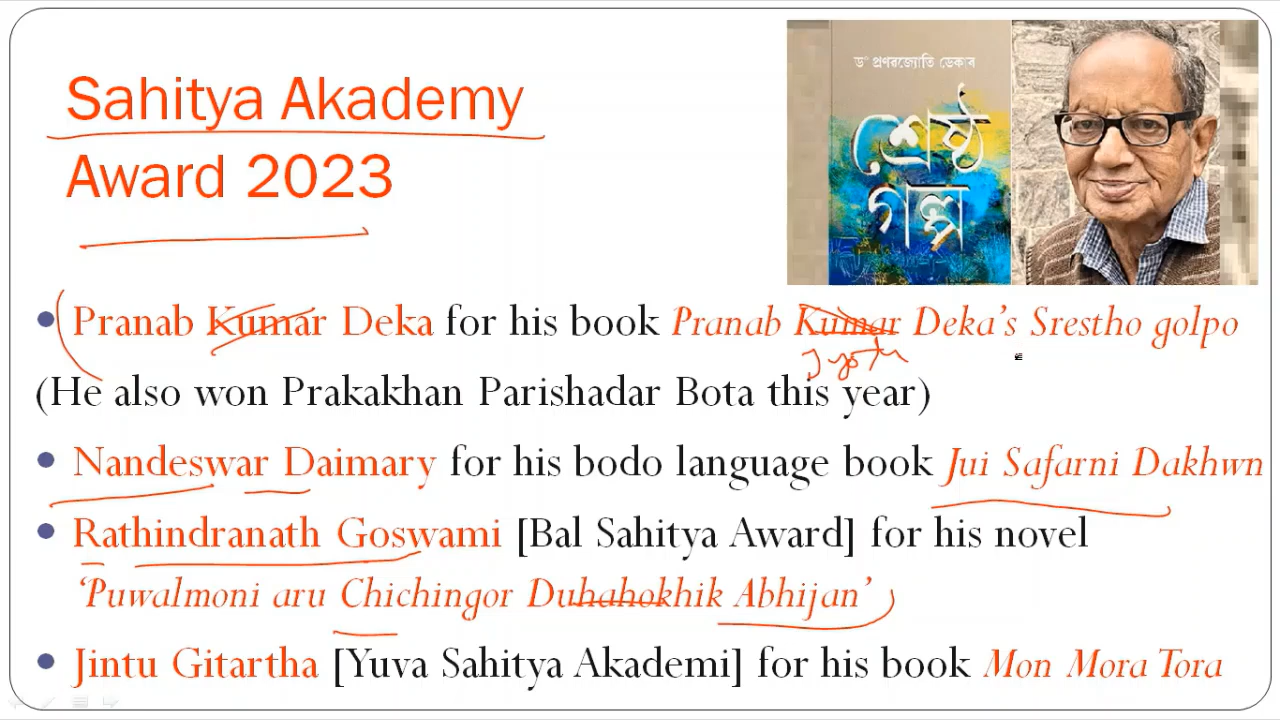 Sahitya Akademy
Award 2023
ড° প্ৰণৱজ্যোতি ডেকাৰ
শ্ৰেষ্ঠ
গল্প
Pranab Kumar Deka for his book Pranab Kumar Deka's Srestho golpo
Jyoti
(He also won Prakakhan Parishadar Bota this year)
Nandeswar Daimary for his bodo language book Jui Safarni Dakhwn
Rathindranath Goswami [Bal Sahitya Award] for his novel
‘Puwalmoni aru Chichingor Duhahokhik Abhijan’
Jintu Gitartha [Yuva Sahitya Akademi] for his book Mon Mora Tora